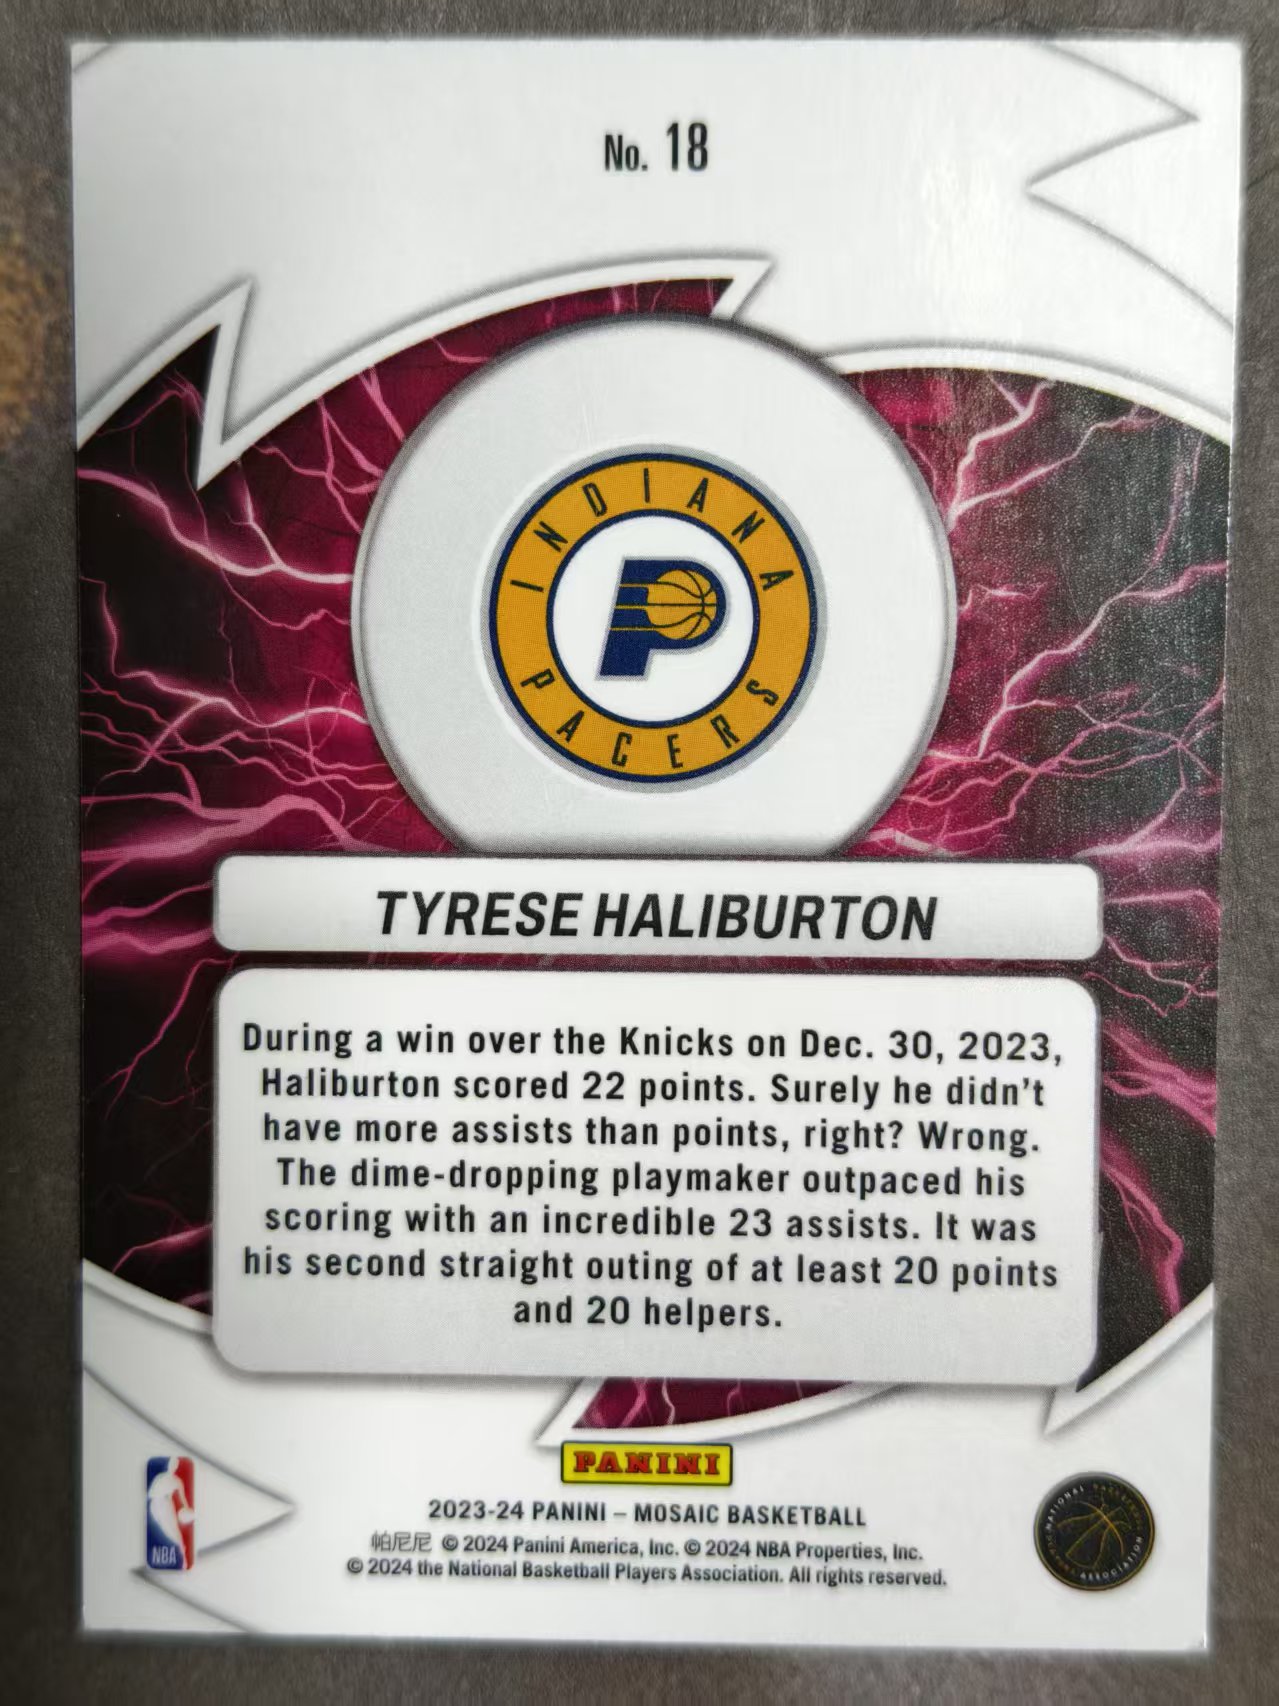 No. 18
INDIANA
PACERS
TYRESE HALIBURTON
During a win over the Knicks on Dec. 30, 2023,
Haliburton scored 22 points. Surely he didn't
have more assists than points, right? Wrong.
The dime-dropping playmaker outpaced his
scoring with an incredible 23 assists. It was
his second straight outing of at least 20 points
and 20 helpers.
PANINI
2023-24 PANINI – MOSAIC BASKETBALL
帕尼尼 © 2024 Panini America, Inc. © 2024 NBA Properties, Inc.
© 2024 the National Basketball Players Association. All rights reserved.
NBA
NATIONAL BASKETBALL
PLAYERS ASSOCIATION